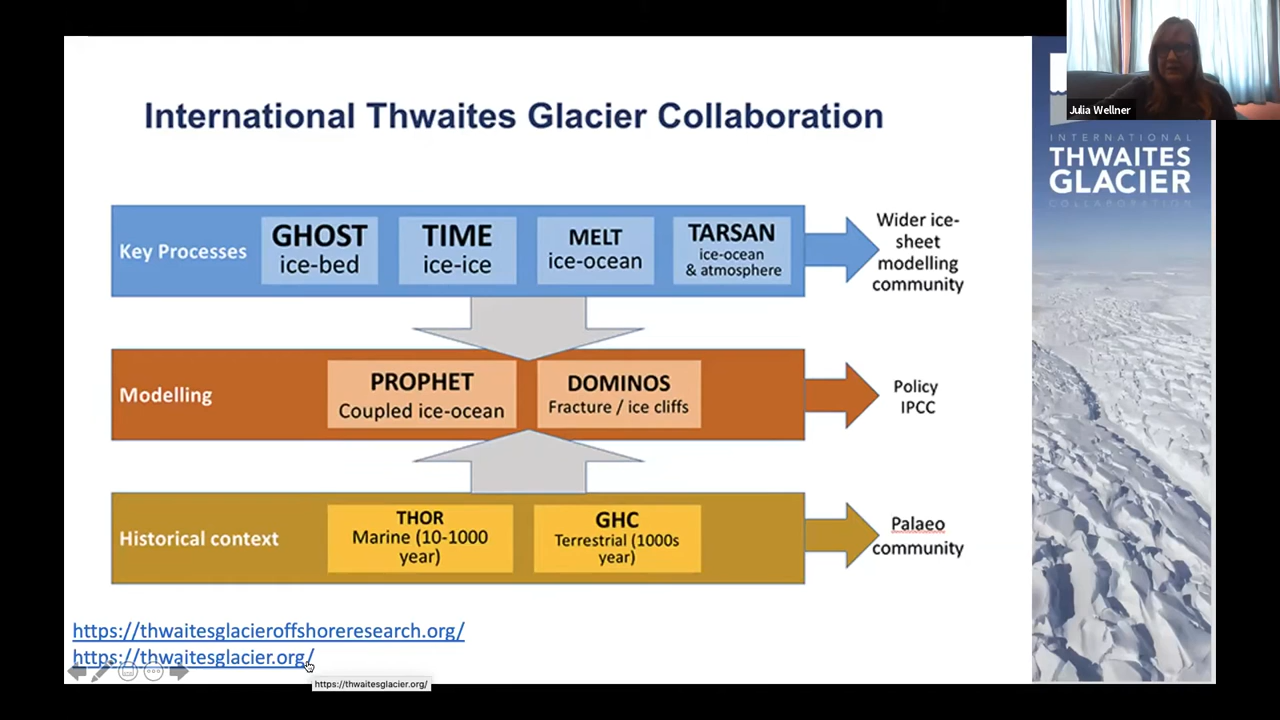 International Thwaites Glacier Collaboration
Julia Wellner
INTERNATIONAL
THWAITES
GLACIER
COLLABORATION
Key Processes
GHOST
ice-bed
TIME
ice-ice
MELT
ice-ocean
TARSAN
ice-ocean
& atmosphere
Wider ice-
sheet
modelling
community
Modelling
PROPHET
Coupled ice-ocean
DOMINOS
Fracture / ice cliffs
Policy
IPCC
Historical context
THOR
Marine (10-1000
year)
GHC
Terrestrial (1000s
year)
Palaeo
community
https://thwaitesglacieroffshoreresearch.org/
https://thwaitesglacier.org/
https://thwaitesglacier.org/